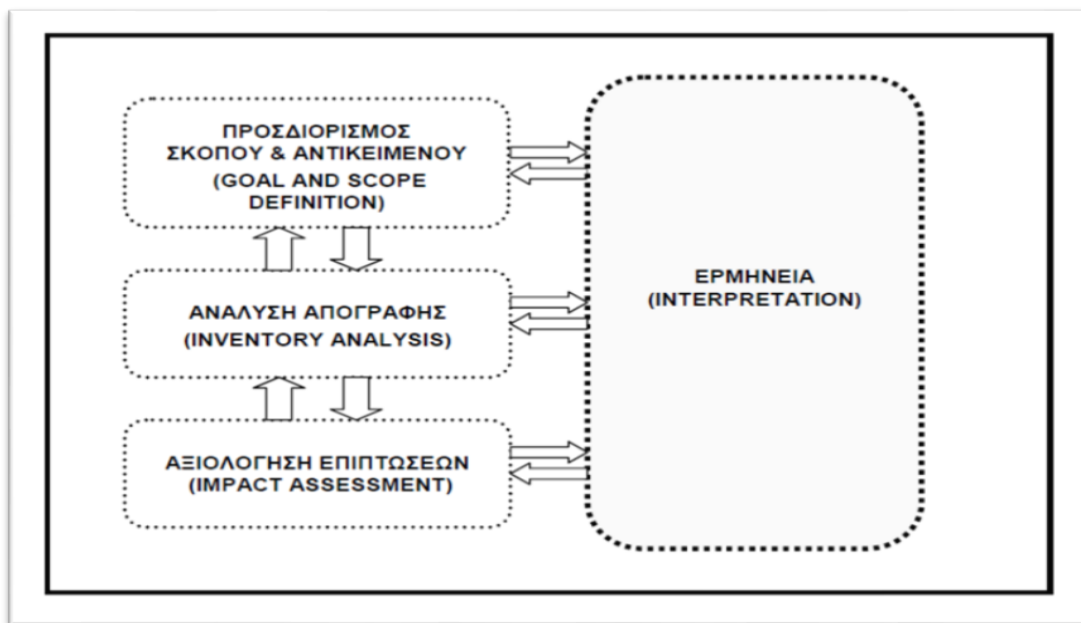 ΠΡΟΣΔΙΟΡΙΣΜΟΣ
ΣΚΟΠΟΥ & ΑΝΤΙΚΕΙΜΕΝΟΥ
(GOAL AND SCOPE
DEFINITION)
ΑΝΑΛΥΣΗ ΑΠΟΓΡΑΦΗΣ
(INVENTORY ANALYSIS)
ΑΞΙΟΛΟΓΗΣΗ ΕΠΙΠΤΩΣΕΩΝ
(IMPACT ASSESSMENT)
ΕΡΜΗΝΕΙΑ
(INTERPRETATION)